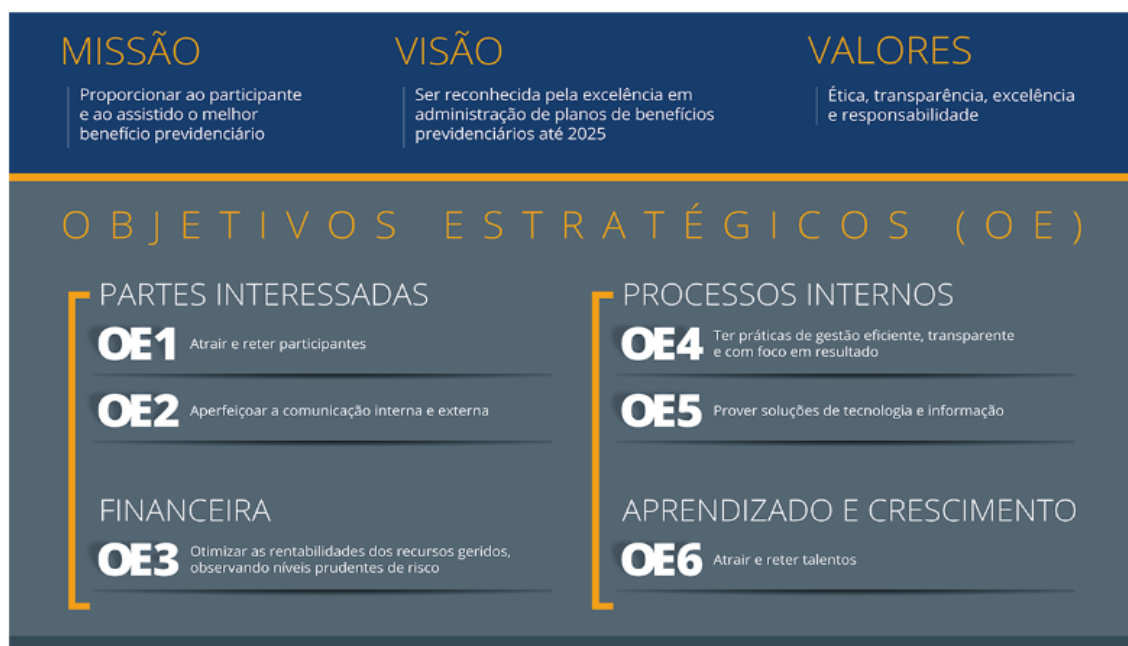 MISSÃO
Proporcionar ao participante
e ao assistido o melhor
benefício previdenciário
VISÃO
Ser reconhecida pela excelência em
administração de planos de benefícios
previdenciários até 2025
VALORES
Ética, transparência, excelência
e responsabilidade
OBJETIVOS ESTRATÉGICOS (OE)
PARTES INTERESSADAS
OE1 Atrair e reter participantes
OE2 Aperfeiçoar a comunicação interna e externa
FINANCEIRA
OE3 Otimizar as rentabilidades dos recursos geridos,
observando níveis prudentes de risco
PROCESSOS INTERNOS
OE4 Ter práticas de gestão eficiente, transparente
e com foco em resultado
OE5 Prover soluções de tecnologia e informação
APRENDIZADO E CRESCIMENTO
OE6 Atrair e reter talentos